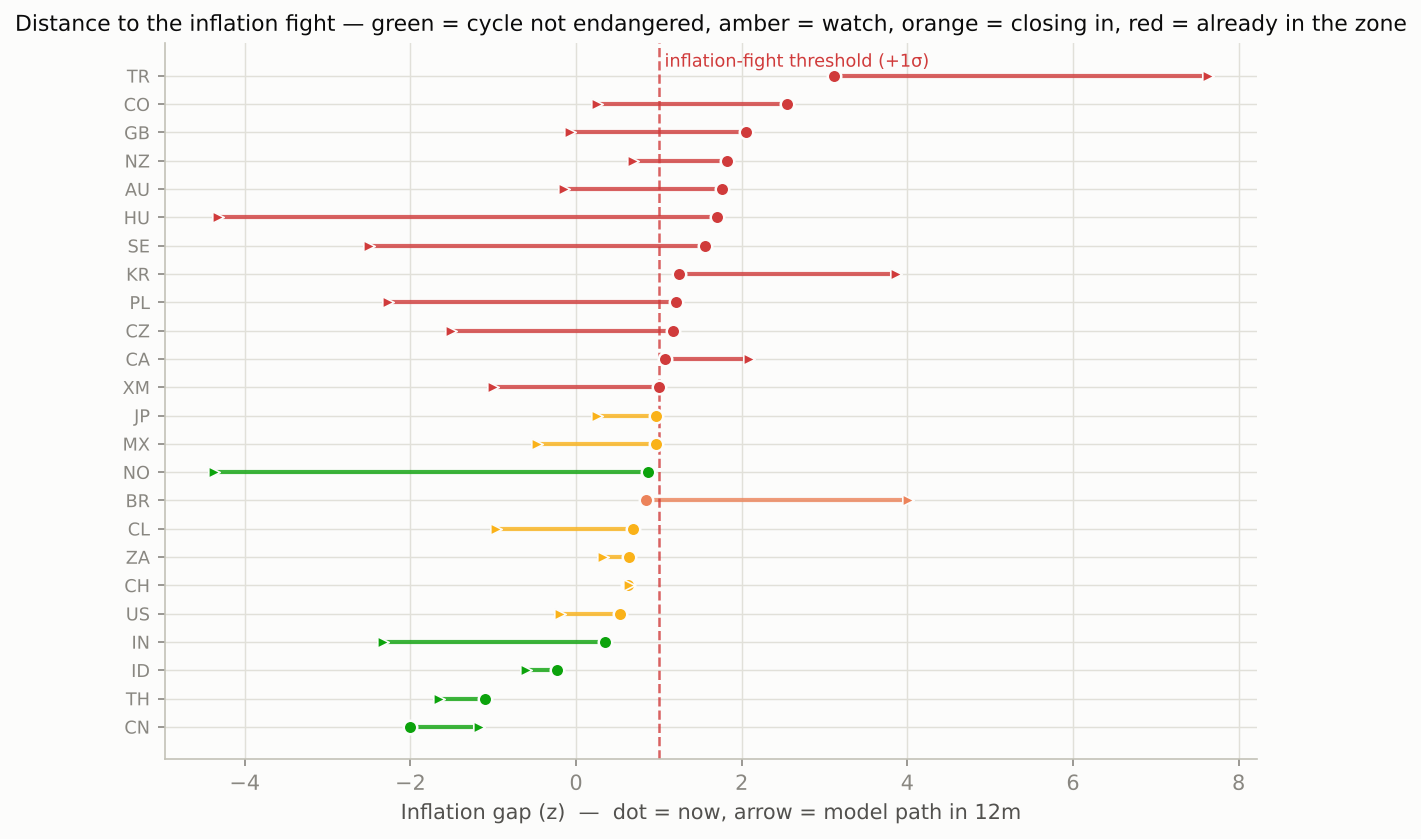 Distance to the inflation fight — green = cycle not endangered, amber = watch, orange = closing in, red = already in the zone
inflation-fight threshold (+1σ)
TR
CO
GB
NZ
AU
HU
SE
KR
PL
CZ
CA
XM
JP
MX
NO
BR
CL
ZA
CH
US
IN
ID
TH
CN
−4 −2 0 2 4 6 8
Inflation gap (z) — dot = now, arrow = model path in 12m